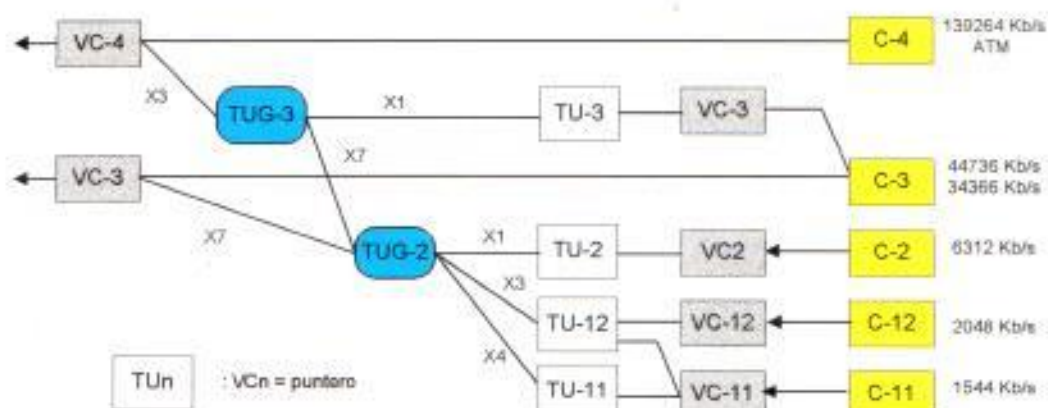 VC-4
C-4
139264 Kb/s
ATM
X3
TUG-3
X1
TU-3
VC-3
X7
VC-3
C-3
44736 Kb/s
34366 Kb/s
X7
TUG-2
X1
TU-2
VC2
C-2
6312 Kb/s
X3
TU-12
VC-12
C-12
2048 Kb/s
X4
TU-11
VC-11
C-11
1544 Kb/s
TUn
: VCn = puntero